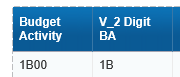 Budget Activity
V_2 Digit BA
1B00
1B